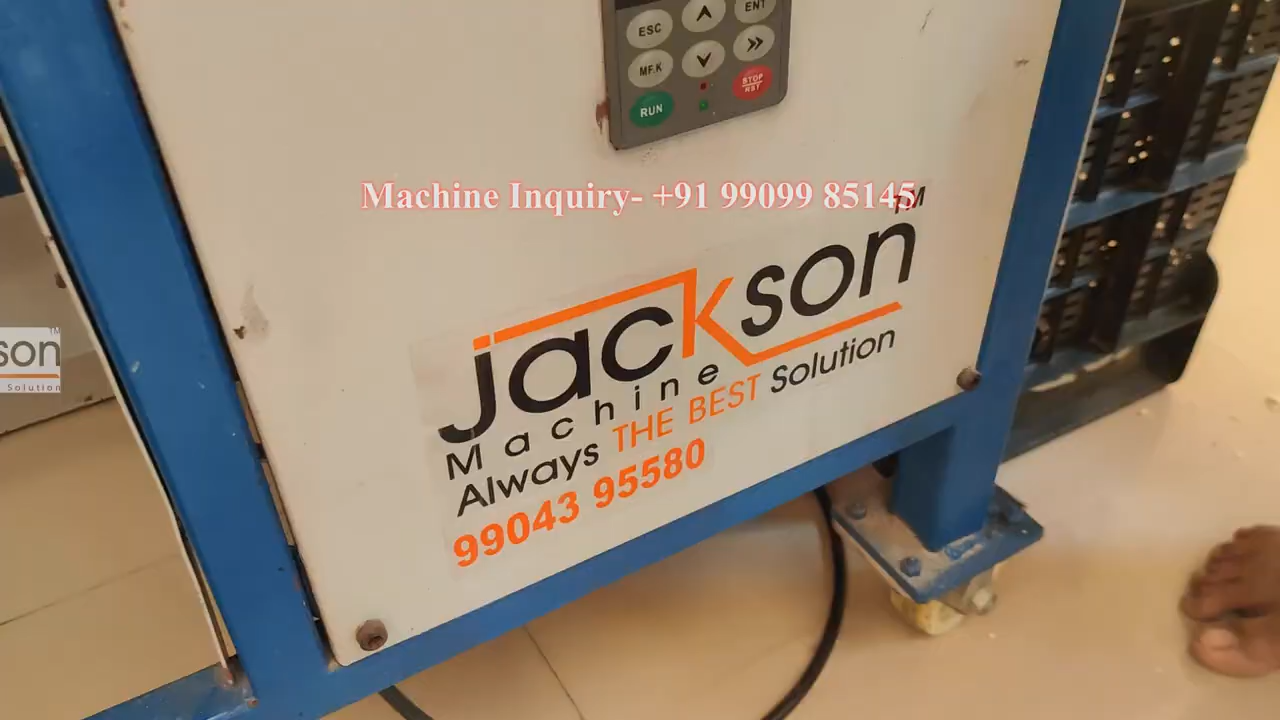 ESC
ENT
MF.K
RUN
STOP
RST
Machine Inquiry- +91 99099 85145
TM
jackson
Machine
Always THE BEST Solution
99043 95580
TM
son
Solution